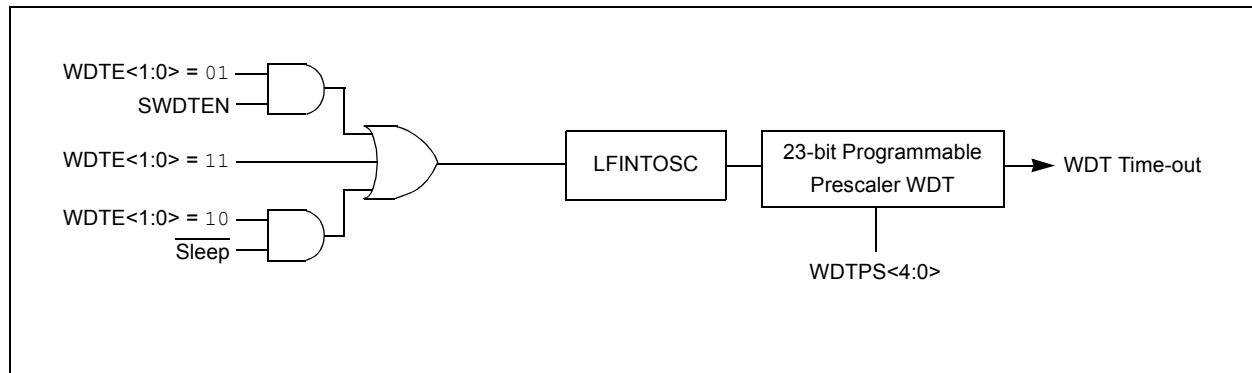 WDTE<1:0> = 01
SWDTEN
WDTE<1:0> = 11
WDTE<1:0> = 10
Sleep
LFINTOSC
23-bit Programmable
Prescaler WDT
WDT Time-out
WDTPS<4:0>